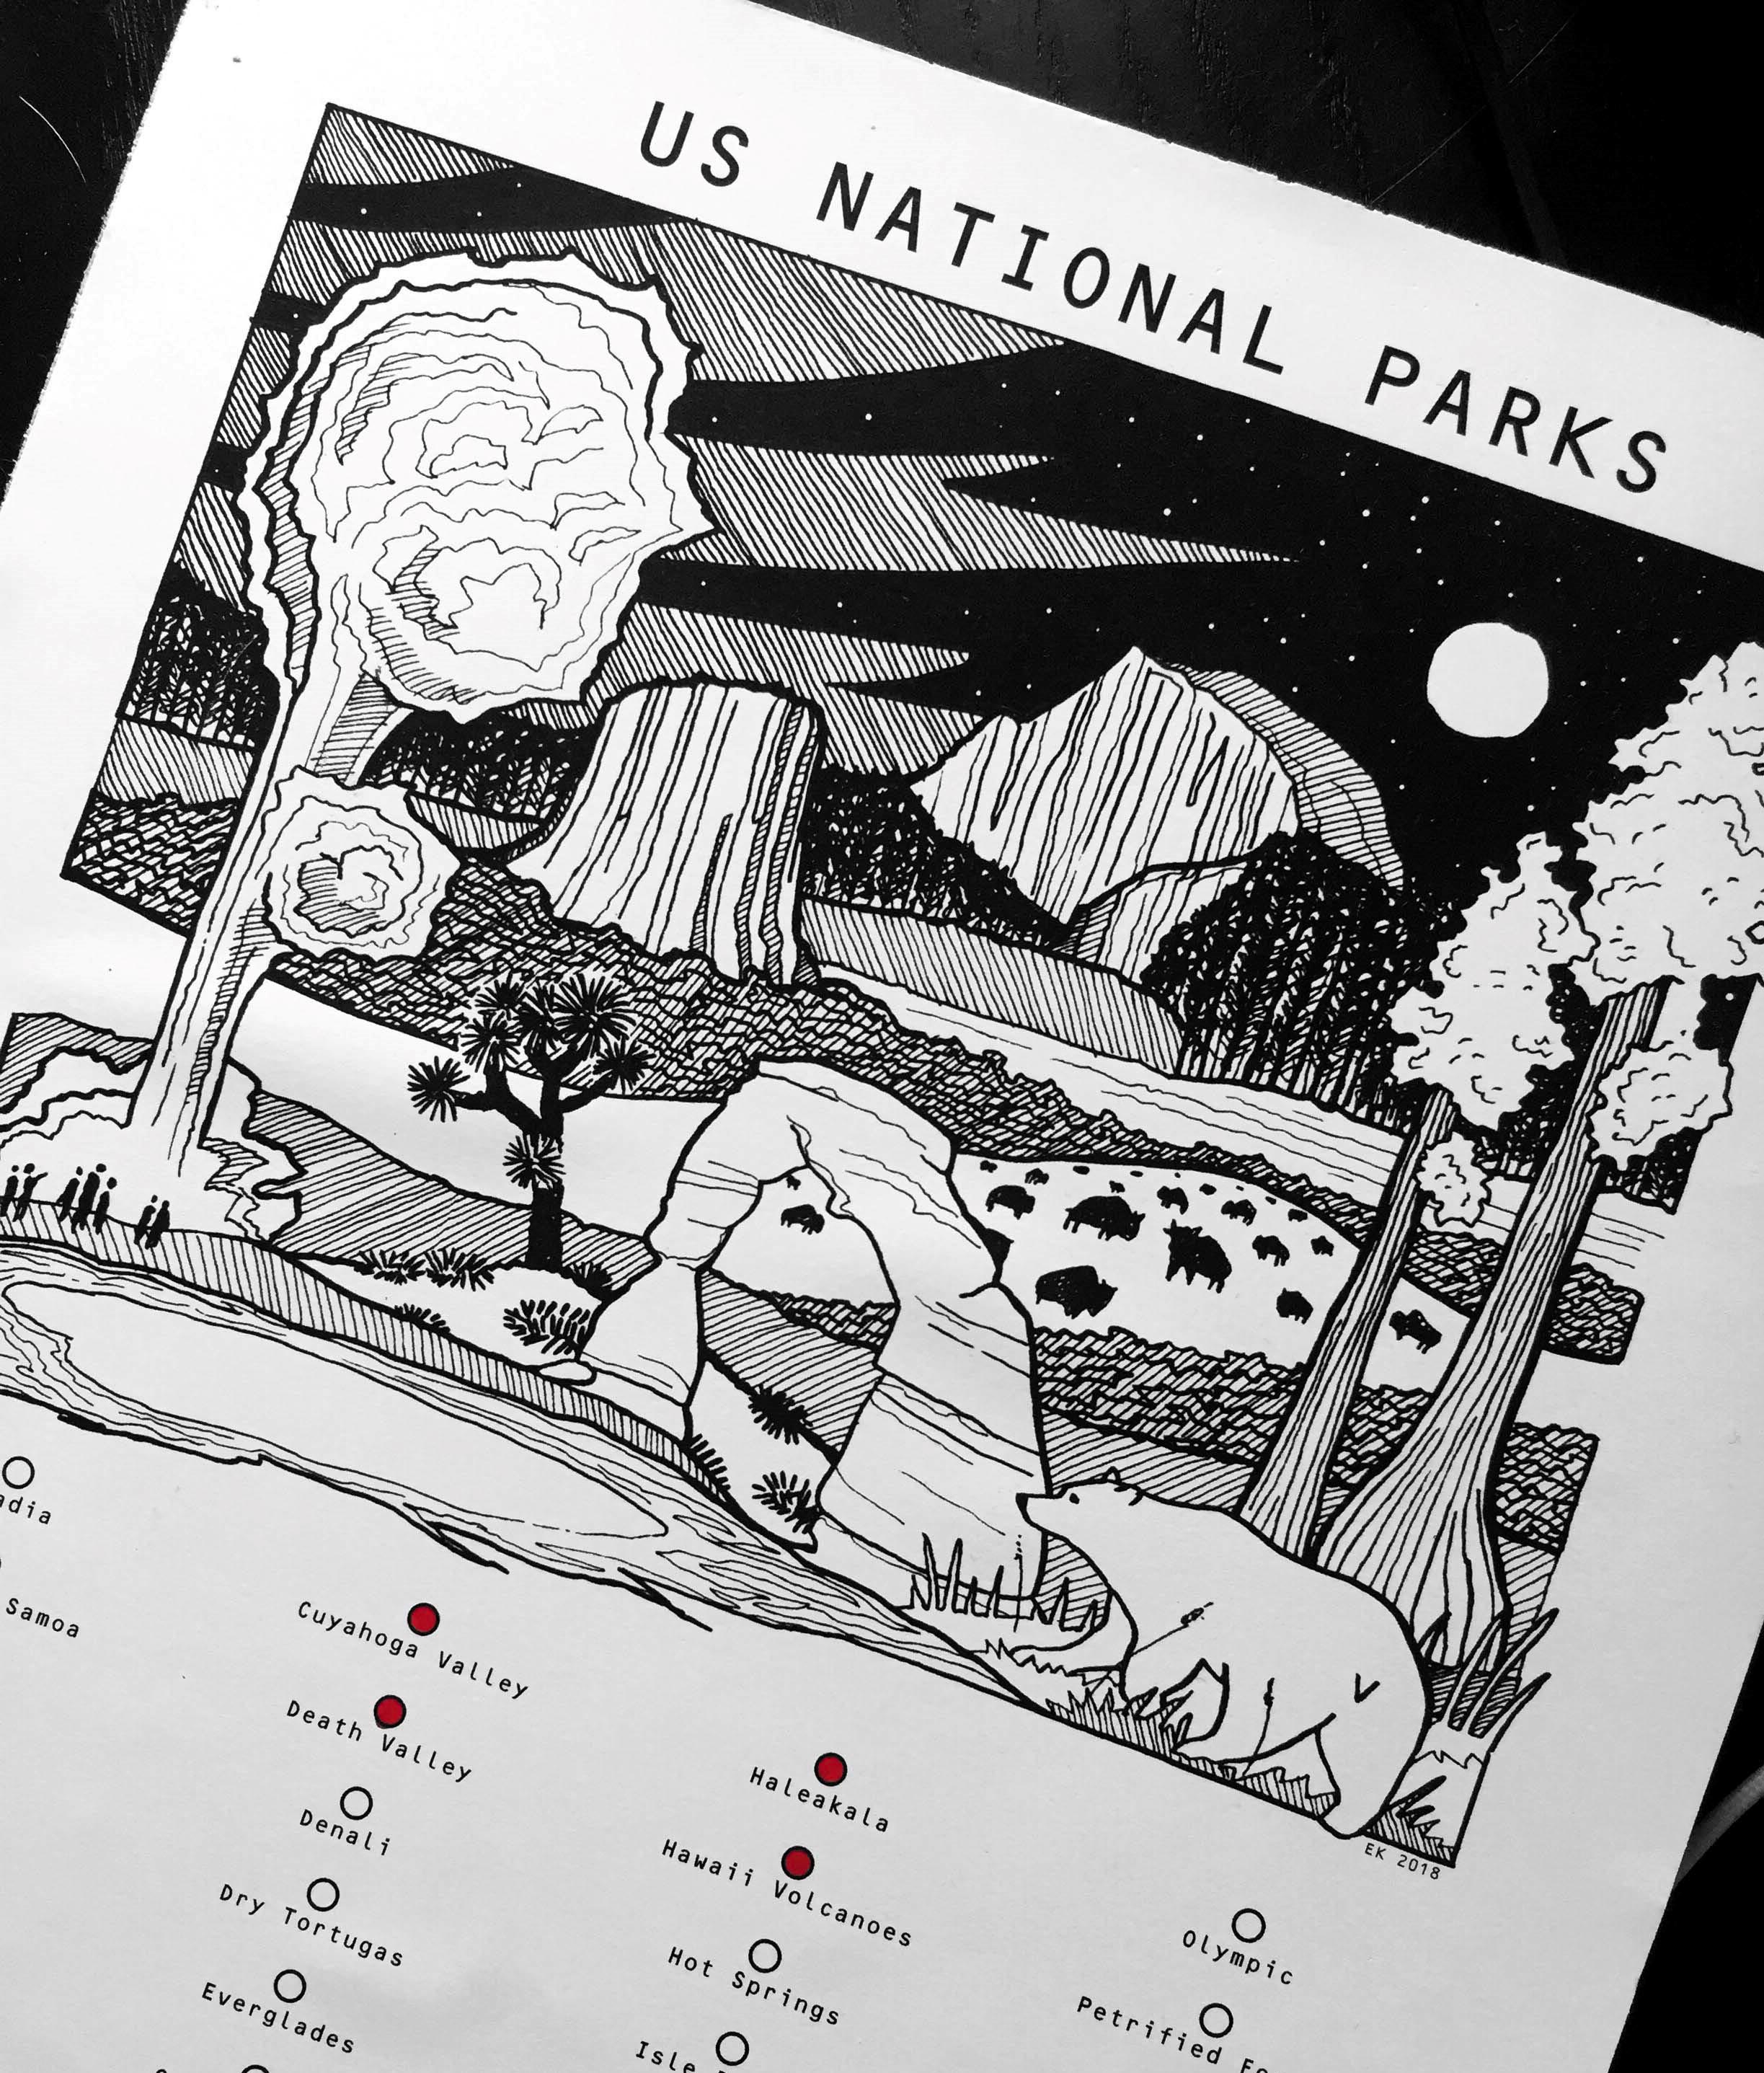 US NATIONAL PARKS
EK 2018
Samoa
Cuyahoga Valley
Death Valley
Denali
Dry Tortugas
Everglades
Haleakala
Hawaii Volcanoes
Hot Springs
Isle
Olympic
Petrified